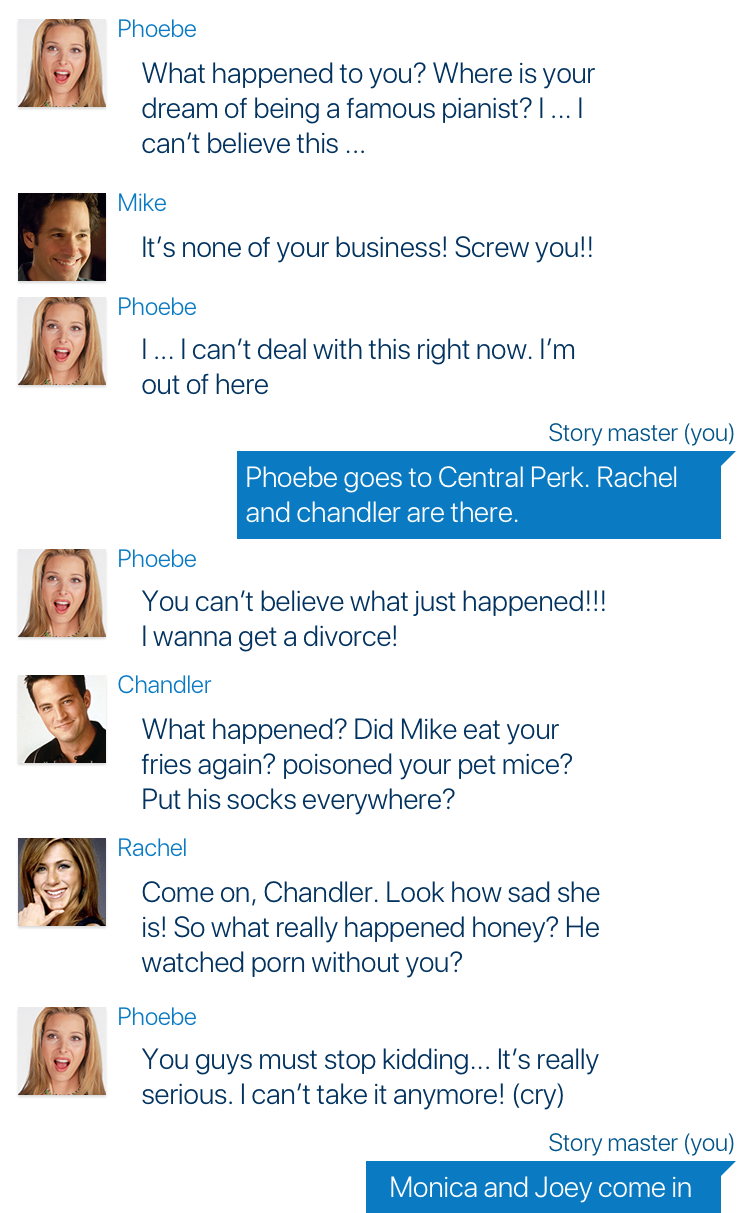 Phoebe
What happened to you? Where is your
dream of being a famous pianist? I ... I
can't believe this ...
Mike
It's none of your business! Screw you!!
Phoebe
I ... I can't deal with this right now. I'm
out of here
Story master (you)
Phoebe goes to Central Perk. Rachel
and chandler are there.
Phoebe
You can't believe what just happened!!!
I wanna get a divorce!
Chandler
What happened? Did Mike eat your
fries again? poisoned your pet mice?
Put his socks everywhere?
Rachel
Come on, Chandler. Look how sad she
is! So what really happened honey? He
watched porn without you?
Phoebe
You guys must stop kidding... It's really
serious. I can't take it anymore! (cry)
Story master (you)
Monica and Joey come in